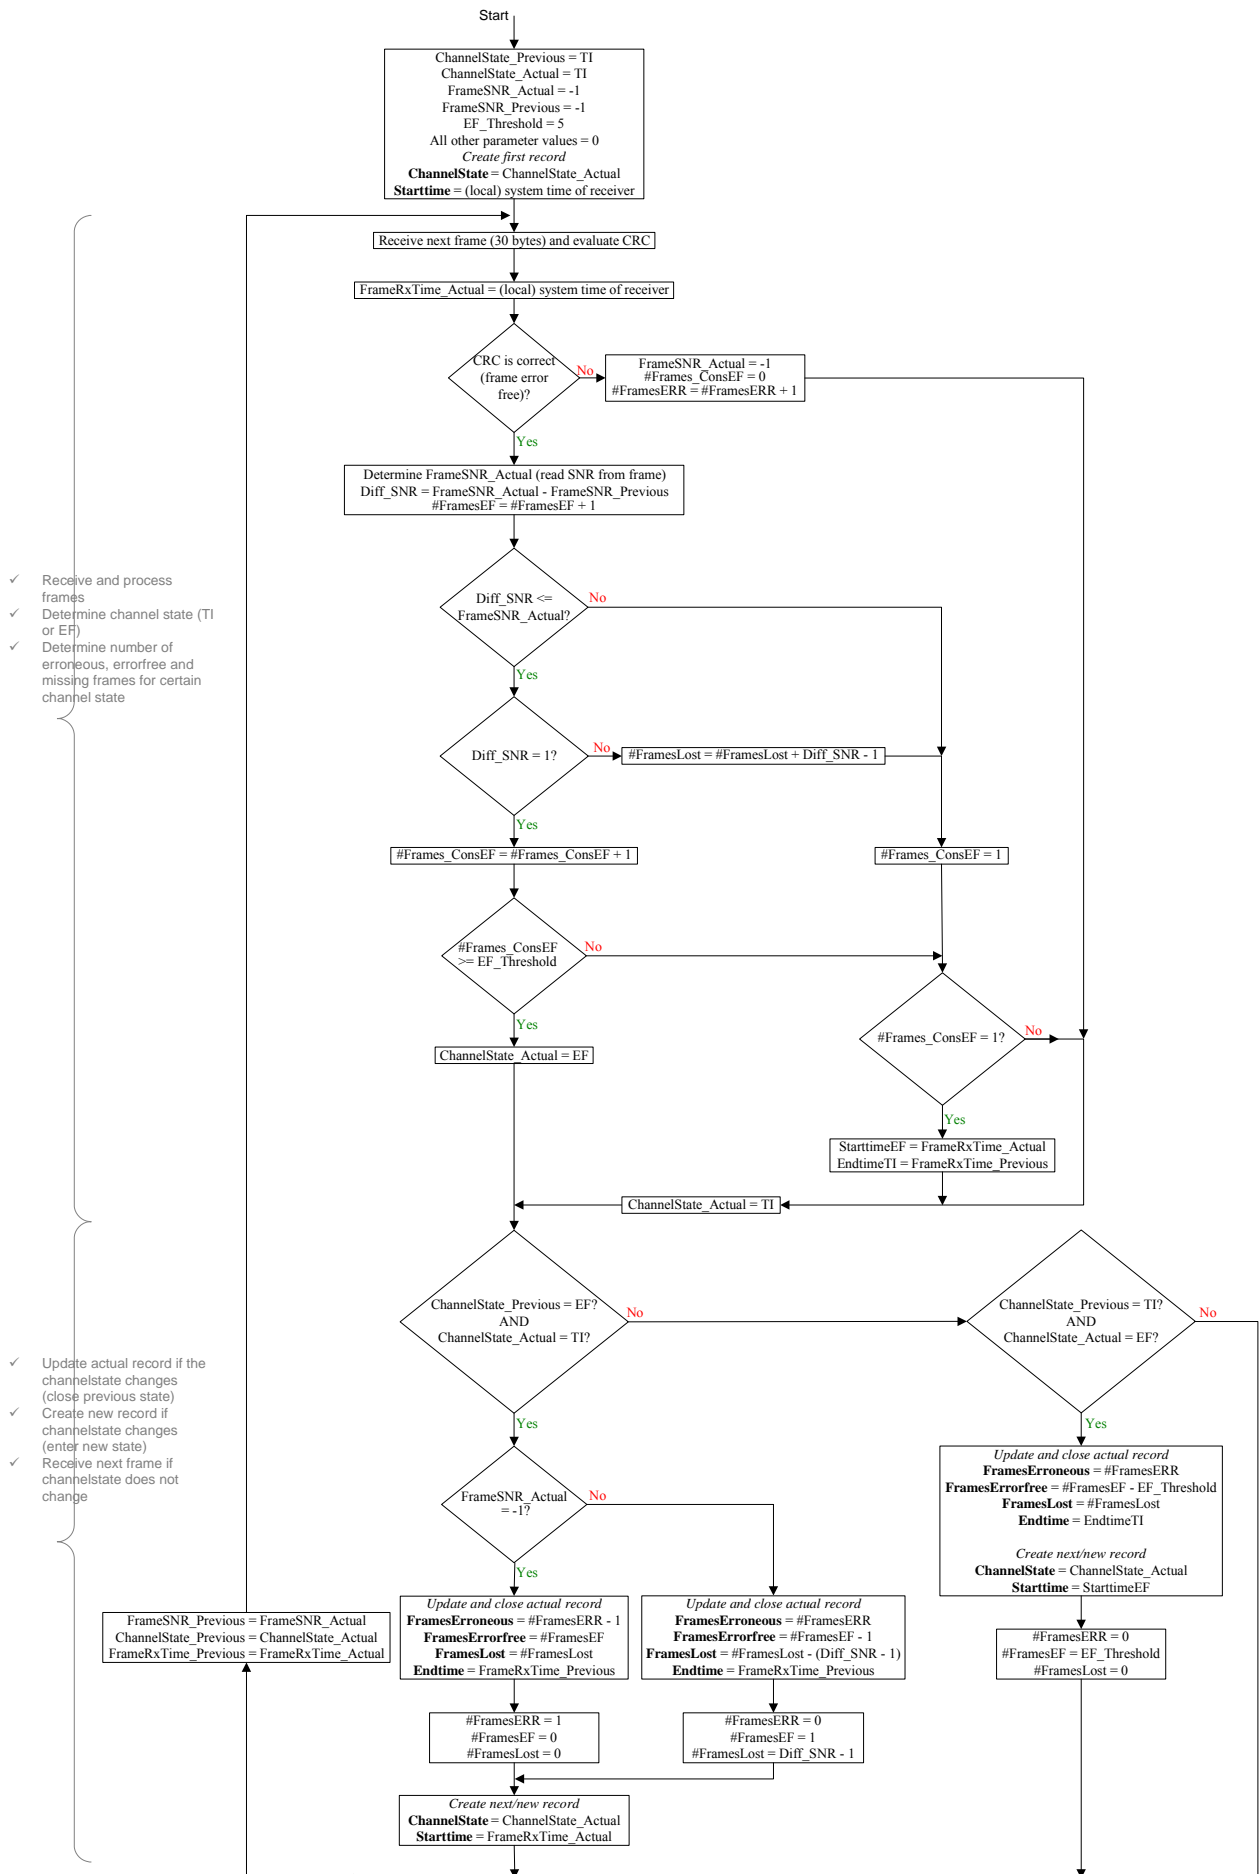 Start
ChannelState_Previous = TI
ChannelState_Actual = TI
FrameSNR_Actual = -1
FrameSNR_Previous = -1
EF_Threshold = 5
All other parameter values = 0
Create first record
ChannelState = ChannelState_Actual
Starttime = (local) system time of receiver
Receive next frame (30 bytes) and evaluate CRC
FrameRxTime_Actual = (local) system time of receiver
CRC is correct
(frame error
free)?
No
FrameSNR_Actual = -1
#Frames_ConsEF = 0
#FramesERR = #FramesERR + 1
Yes
Determine FrameSNR_Actual (read SNR from frame)
Diff_SNR = FrameSNR_Actual - FrameSNR_Previous
#FramesEF = #FramesEF + 1
Diff_SNR <=
FrameSNR_Actual?
No
Yes
✓ Receive and process
frames
✓ Determine channel state (TI
or EF)
✓ Determine number of
erroneous, errorfree and
missing frames for certain
channel state
Diff_SNR = 1?
No
#FramesLost = #FramesLost + Diff_SNR - 1
Yes
#Frames_ConsEF = #Frames_ConsEF + 1
#Frames_ConsEF = 1
#Frames_ConsEF
>= EF_Threshold
No
Yes
#Frames_ConsEF = 1?
No
ChannelState_Actual = EF
Yes
StarttimeEF = FrameRxTime_Actual
EndtimeTI = FrameRxTime_Previous
ChannelState_Actual = TI
ChannelState_Previous = EF?
AND
ChannelState_Actual = TI?
No
Yes
ChannelState_Previous = TI?
AND
ChannelState_Actual = EF?
No
Yes
✓ Update actual record if the
channelstate changes
(close previous state)
✓ Create new record if
channelstate changes
(enter new state)
✓ Receive next frame if
channelstate does not
change
FrameSNR_Actual
= -1?
No
Yes
Update and close actual record
FramesErroneous = #FramesERR
FramesErrorfree = #FramesEF - EF_Threshold
FramesLost = #FramesLost
Endtime = EndtimeTI
Create next/new record
ChannelState = ChannelState_Actual
Starttime = StarttimeEF
FrameSNR_Previous = FrameSNR_Actual
ChannelState_Previous = ChannelState_Actual
FrameRxTime_Previous = FrameRxTime_Actual
Update and close actual record
FramesErroneous = #FramesERR - 1
FramesErrorfree = #FramesEF
FramesLost = #FramesLost
Endtime = FrameRxTime_Previous
Update and close actual record
FramesErroneous = #FramesERR
FramesErrorfree = #FramesEF - 1
FramesLost = #FramesLost - (Diff_SNR - 1)
Endtime = FrameRxTime_Previous
#FramesERR = 0
#FramesEF = EF_Threshold
#FramesLost = 0
#FramesERR = 1
#FramesEF = 0
#FramesLost = 0
#FramesERR = 0
#FramesEF = 1
#FramesLost = Diff_SNR - 1
Create next/new record
ChannelState = ChannelState_Actual
Starttime = FrameRxTime_Actual